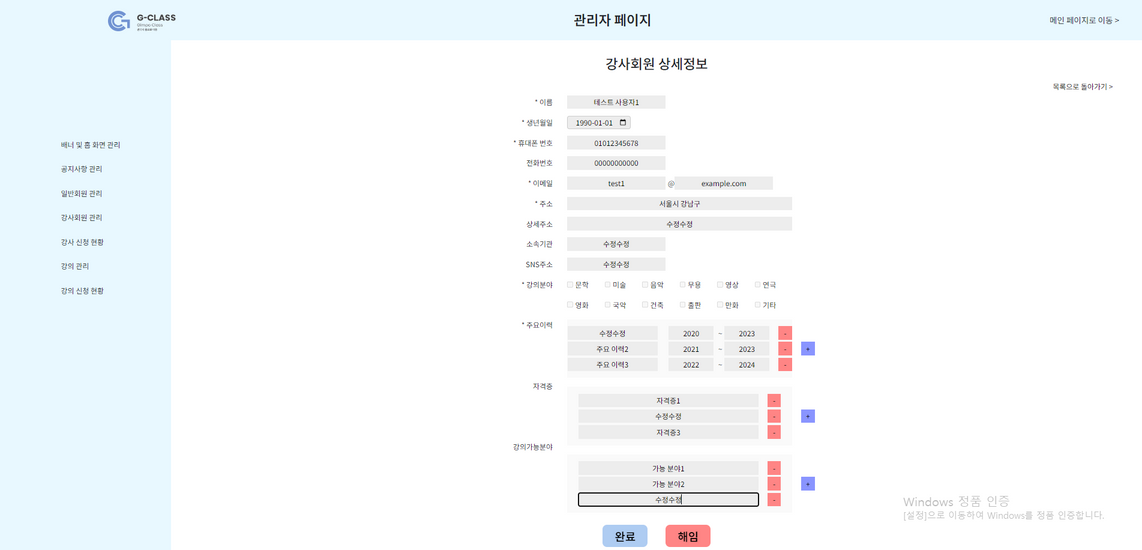 G-CLASS
관리자 페이지
메인 페이지로 이동 >
강사회원 상세정보
목록으로 돌아가기 >
배너 및 홈 화면 관리
공지사항 관리
일반회원 관리
강사회원 관리
강사 신청 현황
강의 관리
강의 신청 현황
* 이름 테스트 사용자1
* 생년월일 1990-01-01
* 휴대폰 번호 01012345678
전화번호 00000000000
* 이메일 test1 @ example.com
* 주소 서울시 강남구
상세주소 수정수정
소속기관 수정수정
SNS주소 수정수정
* 강의분야 문학 미술 음악 무용 영상 연극
영화 국악 건축 출판 만화 기타
* 주요이력
수정수정 2020 ~ 2023 -
주요 이력2 2021 ~ 2023 - +
주요 이력3 2022 ~ 2024 -
자격증
자격증1 -
수정수정 - +
자격증3 -
강의가능분야
가능 분야1 -
가능 분야2 - +
수정수정 -
완료 해임
Windows 정품 인증
[설정]으로 이동하여 Windows를 정품 인증합니다.